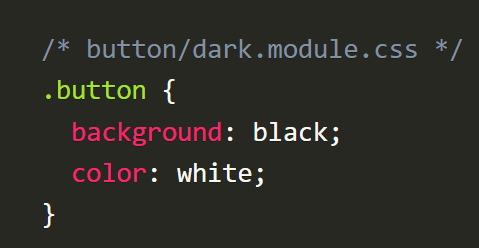 /* button/dark.module.css */
.button {
  background: black;
  color: white;
}